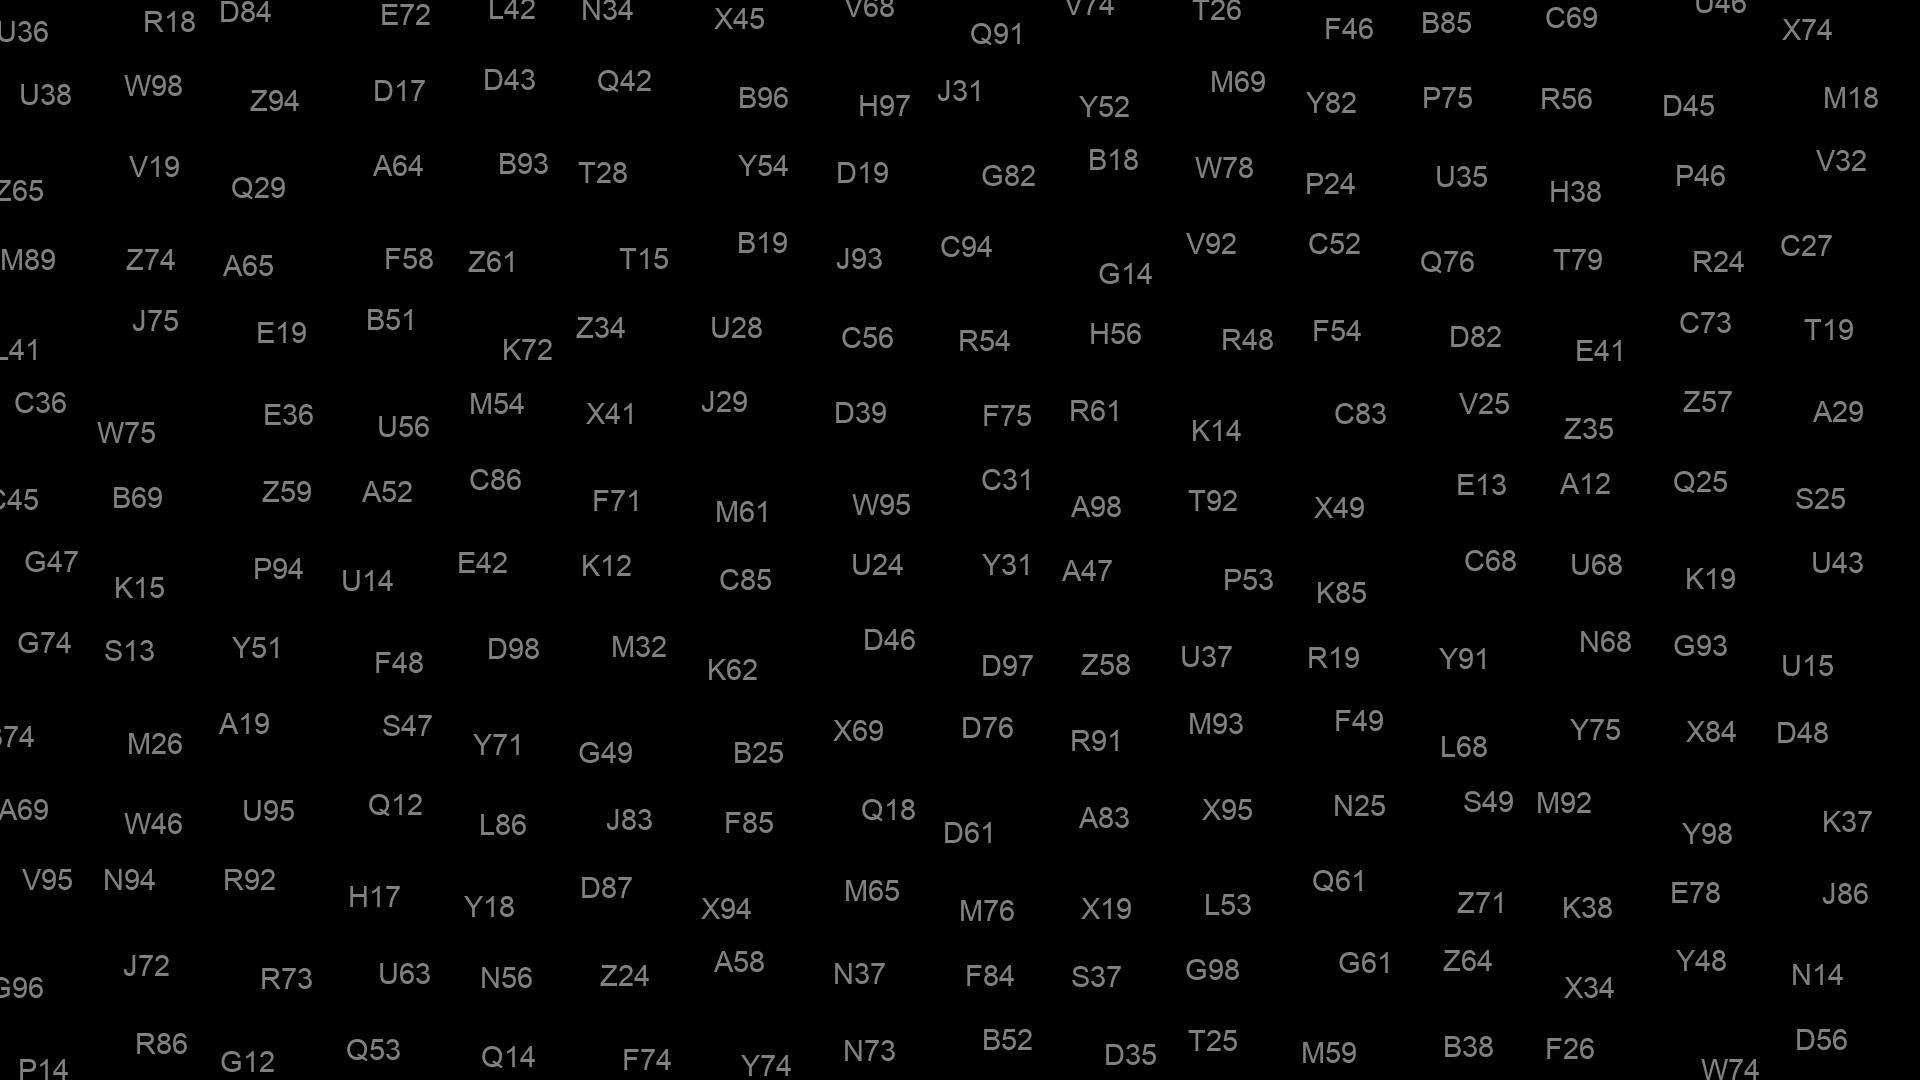 U36 R18 D84 E72 L42 N34 X45 V68 Q91 V74 T26 F46 B85 C69 U46 X74
U38 W98 Z94 D17 D43 Q42 B96 H97 J31 Y52 M69 Y82 P75 R56 D45 M18
Z65 V19 Q29 A64 B93 T28 Y54 D19 G82 B18 W78 P24 U35 H38 P46 V32
M89 Z74 A65 F58 Z61 T15 B19 J93 C94 G14 V92 C52 Q76 T79 R24 C27
L41 J75 E19 B51 K72 Z34 U28 C56 R54 H56 R48 F54 D82 E41 C73 T19
C36 W75 E36 U56 M54 X41 J29 D39 F75 R61 K14 C83 V25 Z35 Z57 A29
C45 B69 Z59 A52 C86 F71 M61 W95 C31 A98 T92 X49 E13 A12 Q25 S25
G47 K15 P94 U14 E42 K12 C85 U24 Y31 A47 P53 K85 C68 U68 K19 U43
G74 S13 Y51 F48 D98 M32 K62 D46 D97 Z58 U37 R19 Y91 N68 G93 U15
M26 A19 S47 Y71 G49 B25 X69 D76 R91 M93 F49 L68 Y75 X84 D48
A69 W46 U95 Q12 L86 J83 F85 Q18 D61 A83 X95 N25 S49 M92 Y98 K37
V95 N94 R92 H17 Y18 D87 X94 M65 M76 X19 L53 Q61 Z71 K38 E78 J86
G96 J72 R73 U63 N56 Z24 A58 N37 F84 S37 G98 G61 Z64 X34 Y48 N14
P14 R86 G12 Q53 Q14 F74 Y74 N73 B52 D35 T25 M59 B38 F26 W74 D56